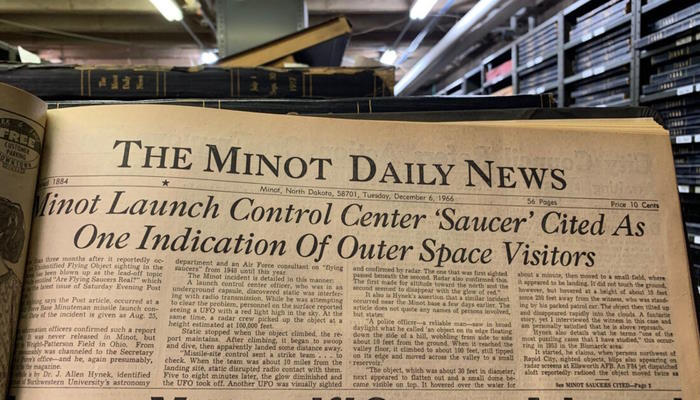 The Minot Daily News
FREE
CUSTOMER
PARKING
DOWNTOWN
THE MINOT DAILY NEWS
1884
Minot, North Dakota, 58701, Tuesday, December 6, 1966
56 Pages
Price 10 Cents
Minot Launch Control Center 'Saucer' Cited As
One Indication Of Outer Space Visitors
three months after it reportedly oc-
Unidentified Flying Object sighting in the
been blown up as the lead-off topic
entitled "Are Flying Saucers Real?" which
latest issue of Saturday Evening Post
says the Post article, occurred at a
Minuteman missile launch con-
of the incident is given as Aug. 25,
officers confirmed such a report
was never released in Minot, but
Wright-Patterson Field in Ohio. From
was channeled to the Secretary
office—and he, again presumably,
is by Dr. J. Allen Hynek, identified
Northwestern University's astronomy
department and an Air Force consultant on "flying
saucers" from 1948 until this year.
The Minot incident is detailed in this manner:
A launch control officer, who was in an
underground capsule, discovered static was interfer-
ing with radio transmission. While he was attempting
to clear the problem, personnel on the surface reported
seeing a UFO with a red light high in the sky. At the
same time, a radar crew picked up the object at a
height estimated at 100,000 feet.
Static stopped when the object climbed, the re-
port maintains. After climbing, it began to swoop
and dive, then apparently landed some distance away.
"Missile-site control sent a strike team . . . to
check. When the team was about 10 miles from the
landing site, static disrupted radio contact with them.
Five to eight minutes later, the glow diminished and
the UFO took off. Another UFO was visually sighted
and confirmed by radar. The one that was first sighted
passed beneath the second. Radar also confirmed this.
The first made for altitude toward the north and the
second seemed to disappear with the glow of red."
It also is Hynek's assertion that a similar incident
occurred near the Minot base a few days earlier. The
article does not quote any names of persons involved,
but states:
"A police officer—a reliable man—saw in broad
daylight what he called an object on its edge floating
down the side of a hill, wobbling from side to side
about 10 feet from the ground. When it reached the
valley floor, it climbed to about 100 feet, still tipped
on its edge, and moved across the valley to a small
reservoir.
"The object, which was about 30 feet in diameter,
next appeared to flatten out and a small dome be-
came visible on top. It hovered over the water for
about a minute, then moved to a small field, where
it appeared to be landing. It did not touch the ground,
however, but hovered at a height of about 10 feet
some 250 feet away from the witness, who was stand-
ing by his parked patrol car. The object then tilted up
and disappeared rapidly into the clouds. A fantastic
story, yet I interviewed the witness in this case and
am personally satisfied that he is above reproach."
Hynek also details what he terms "one of the
most puzzling cases that I have studied," this occur-
ing in 1953 in the Bismarck area.
It started, he claims, when persons northwest of
Rapid City, sighted objects, blips also appearing on
radar screens at Ellsworth AFB. An F84 jet dispatched
aloft reportedly radioed the object moved twice as
See MINOT SAUCERS CITED—Page 5